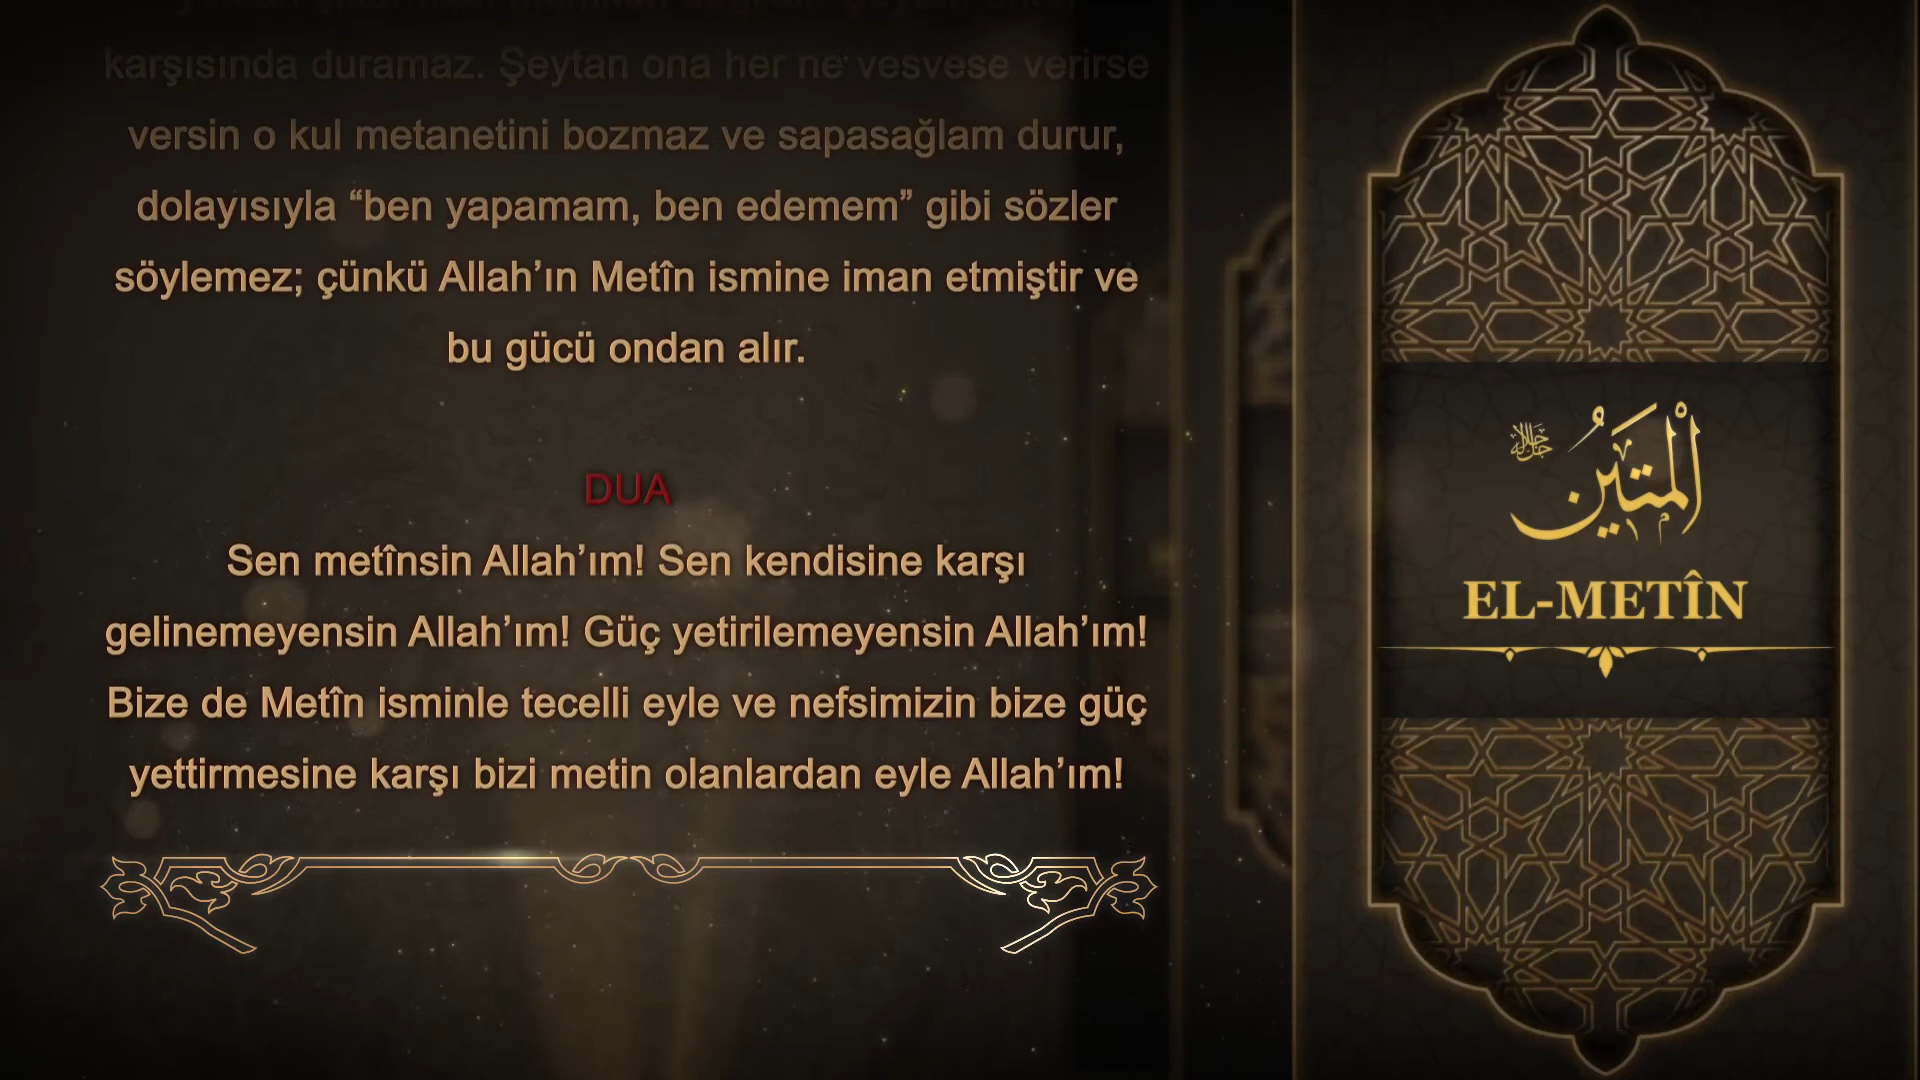 karşısında duramaz. Şeytan ona her ne vesvese verirse
versin o kul metanetini bozmaz ve sapasağlam durur,
dolayısıyla “ben yapamam, ben edemem” gibi sözler
söylemez; çünkü Allah’ın Metîn ismine iman etmiştir ve
bu gücü ondan alır.
DUA
Sen metînsin Allah’ım! Sen kendisine karşı
gelinemeyensin Allah’ım! Güç yetirilemeyensin Allah’ım!
Bize de Metîn isminle tecelli eyle ve nefsimizin bize güç
yettirmesine karşı bizi metin olanlardan eyle Allah’ım!
الْمَتِينُ جل جلاله
EL-METÎN